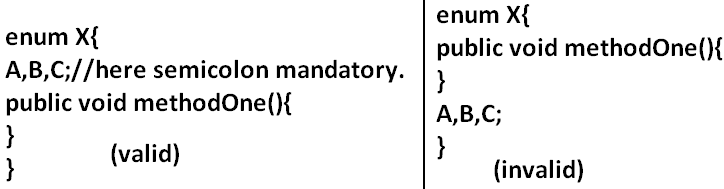 enum X{
A,B,C;//here semicolon mandatory.
public void methodOne(){
}
}
(valid)
enum X{
public void methodOne(){
}
A,B,C;
}
(invalid)